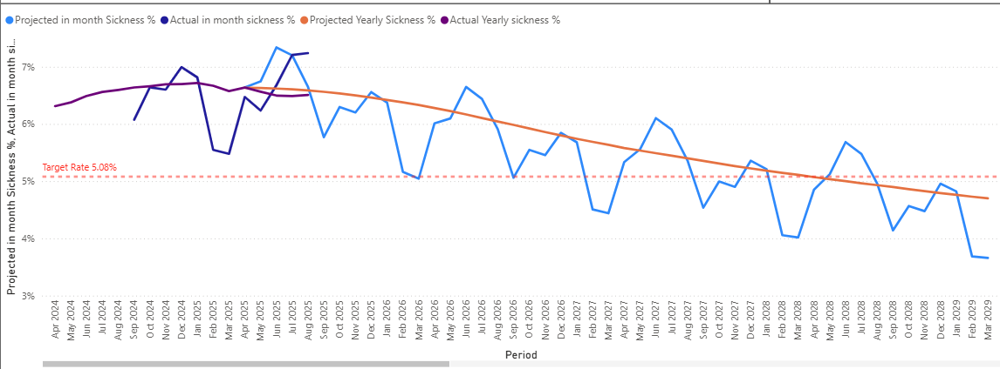 Projected in month Sickness % Actual in month sickness % Projected Yearly Sickness % Actual Yearly sickness %
Projected in month Sickness %, Actual in month si...
7%
6%
Target Rate 5.08%
5%
4%
3%
Apr 2024
May 2024
Jun 2024
Jul 2024
Aug 2024
Sep 2024
Oct 2024
Nov 2024
Dec 2024
Jan 2025
Feb 2025
Mar 2025
Apr 2025
May 2025
Jun 2025
Jul 2025
Aug 2025
Sep 2025
Oct 2025
Nov 2025
Dec 2025
Jan 2026
Feb 2026
Mar 2026
Apr 2026
May 2026
Jun 2026
Jul 2026
Aug 2026
Sep 2026
Oct 2026
Nov 2026
Dec 2026
Jan 2027
Feb 2027
Mar 2027
Apr 2027
May 2027
Jun 2027
Jul 2027
Aug 2027
Sep 2027
Oct 2027
Nov 2027
Dec 2027
Jan 2028
Feb 2028
Mar 2028
Apr 2028
May 2028
Jun 2028
Jul 2028
Aug 2028
Sep 2028
Oct 2028
Nov 2028
Dec 2028
Jan 2029
Feb 2029
Mar 2029
Period